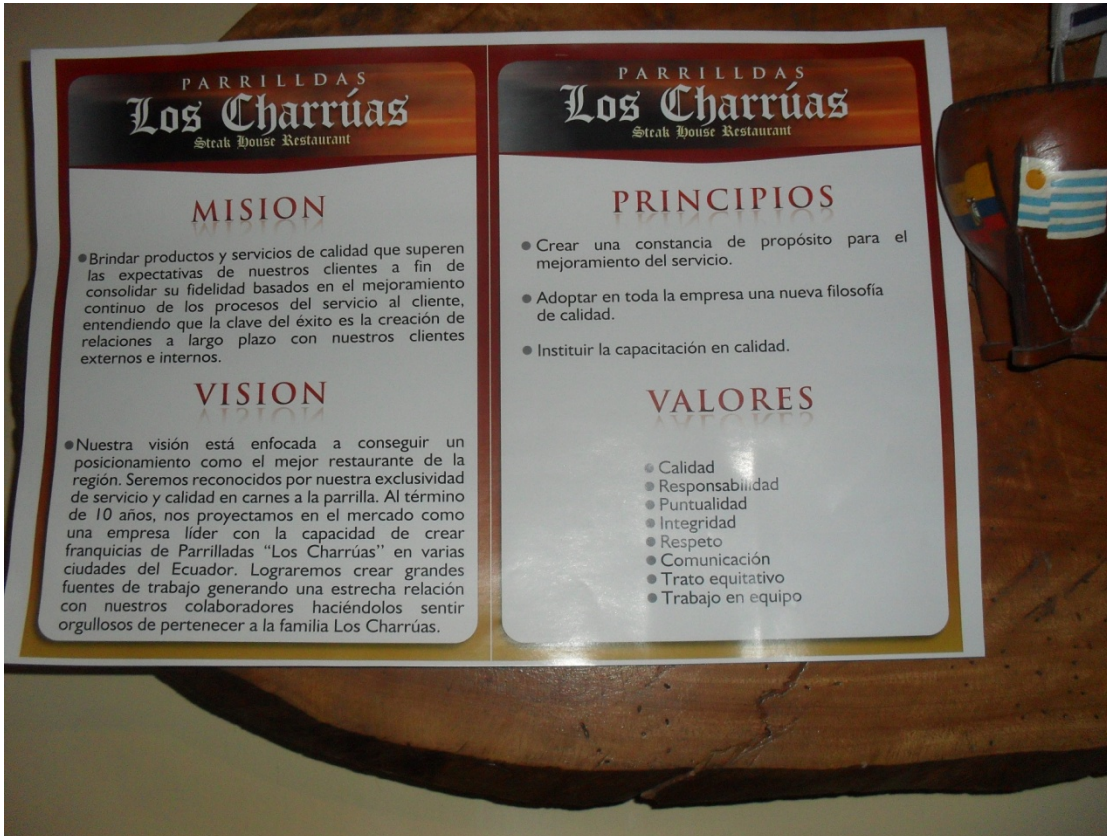 PARRILLDAS
Los Charrúas
Steak House Restaurant
MISION
Brindar productos y servicios de calidad que superen
las expectativas de nuestros clientes a fin de
consolidar su fidelidad basados en el mejoramiento
continuo de los procesos del servicio al cliente,
entendiendo que la clave del éxito es la creación de
relaciones a largo plazo con nuestros clientes
externos e internos.
VISION
Nuestra visión está enfocada a conseguir un
posicionamiento como el mejor restaurante de la
región. Seremos reconocidos por nuestra exclusividad
de servicio y calidad en carnes a la parrilla. Al término
de 10 años, nos proyectamos en el mercado como
una empresa líder con la capacidad de crear
franquicias de Parrilladas “Los Charrúas” en varias
ciudades del Ecuador. Lograremos crear grandes
fuentes de trabajo generando una estrecha relación
con nuestros colaboradores haciéndolos sentir
orgullosos de pertenecer a la familia Los Charrúas.
PARRILLDAS
Los Charrúas
Steak House Restaurant
PRINCIPIOS
Crear una constancia de propósito para el
mejoramiento del servicio.
Adoptar en toda la empresa una nueva filosofía
de calidad.
Instituir la capacitación en calidad.
VALORES
Calidad
Responsabilidad
Puntualidad
Integridad
Respeto
Comunicación
Trato equitativo
Trabajo en equipo